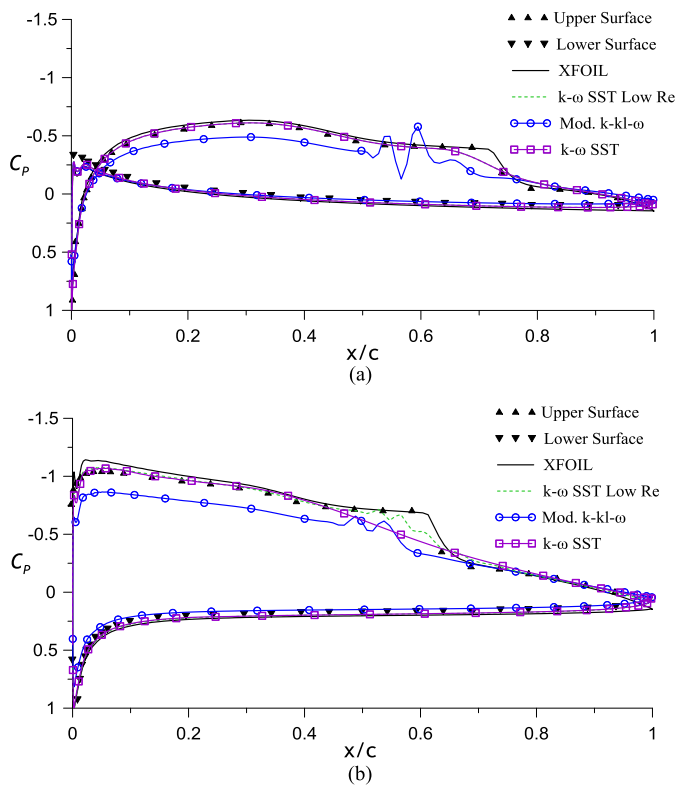 -1.5
-1
-0.5
0
0.5
1
C_P
0
0.2
0.4
0.6
0.8
1
x/c
Upper Surface
Lower Surface
XFOIL
k-ω SST Low Re
Mod. k-kl-ω
k-ω SST
(a)
-1.5
-1
-0.5
0
0.5
1
C_P
0
0.2
0.4
0.6
0.8
1
x/c
Upper Surface
Lower Surface
XFOIL
k-ω SST Low Re
Mod. k-kl-ω
k-ω SST
(b)